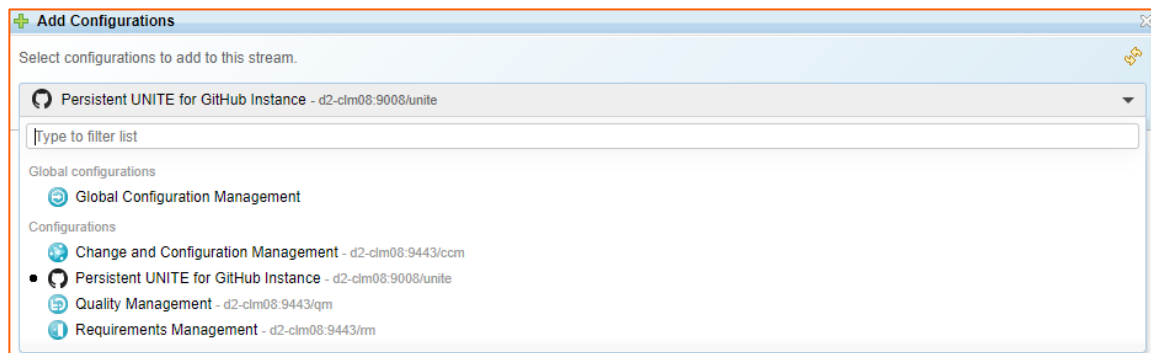 Add Configurations
Select configurations to add to this stream.
Persistent UNITE for GitHub Instance - d2-clm08:9008/unite
Type to filter list
Global configurations
Global Configuration Management
Configurations
Change and Configuration Management - d2-clm08:9443/ccm
Persistent UNITE for GitHub Instance - d2-clm08:9008/unite
Quality Management - d2-clm08:9443/qm
Requirements Management - d2-clm08:9443/rm